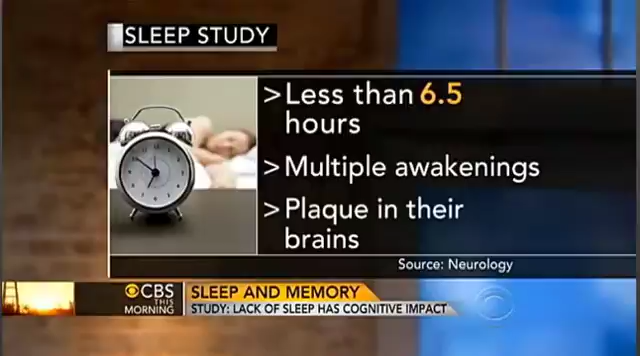 SLEEP STUDY
>Less than 6.5
hours
>Multiple awakenings
>Plaque in their
brains
Source: Neurology
CBS
THIS
MORNING
SLEEP AND MEMORY
STUDY: LACK OF SLEEP HAS COGNITIVE IMPACT